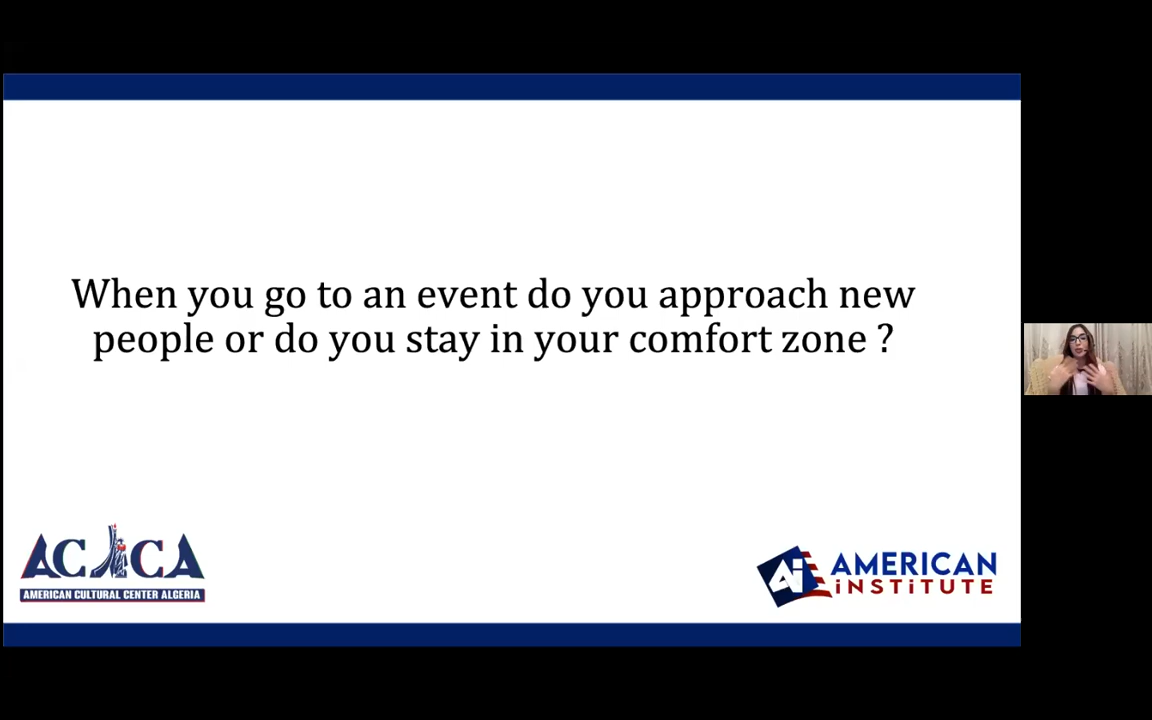 When you go to an event do you approach new
people or do you stay in your comfort zone ?
ACCA
AMERICAN CULTURAL CENTER ALGERIA
Ai AMERICAN
iNSTiTUTE